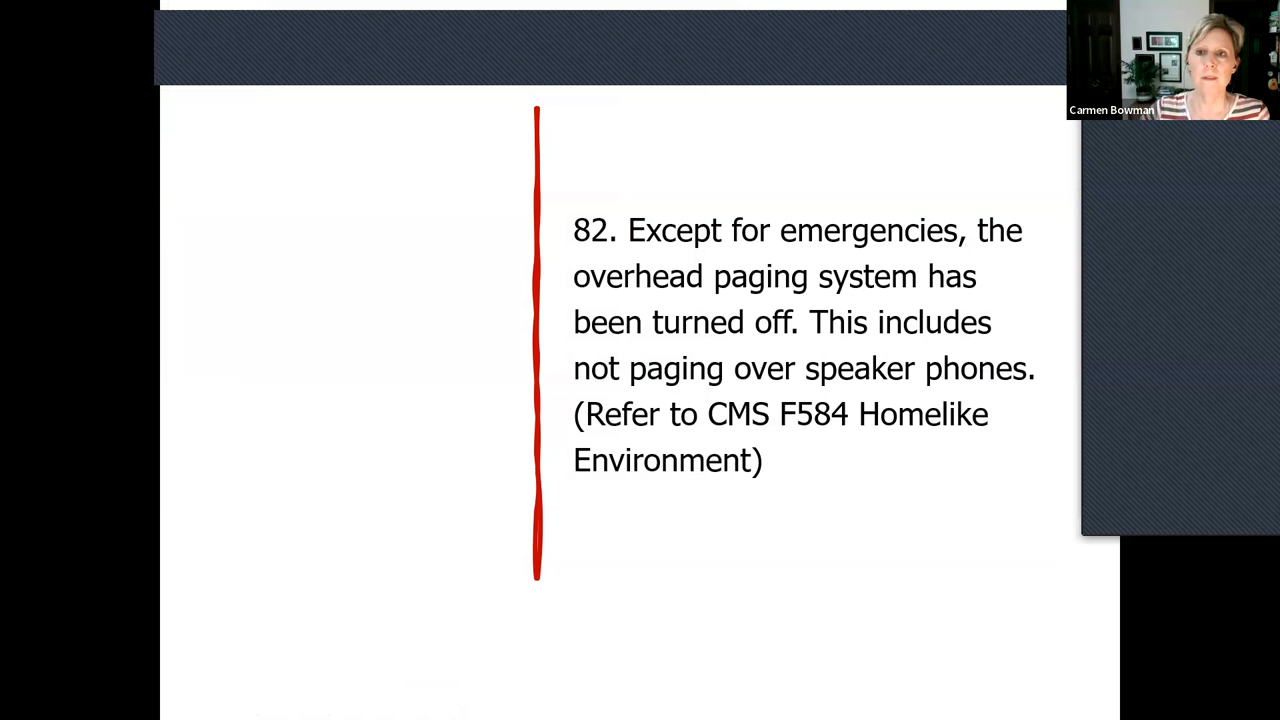 Carmen Bowman
82. Except for emergencies, the
overhead paging system has
been turned off. This includes
not paging over speaker phones.
(Refer to CMS F584 Homelike
Environment)